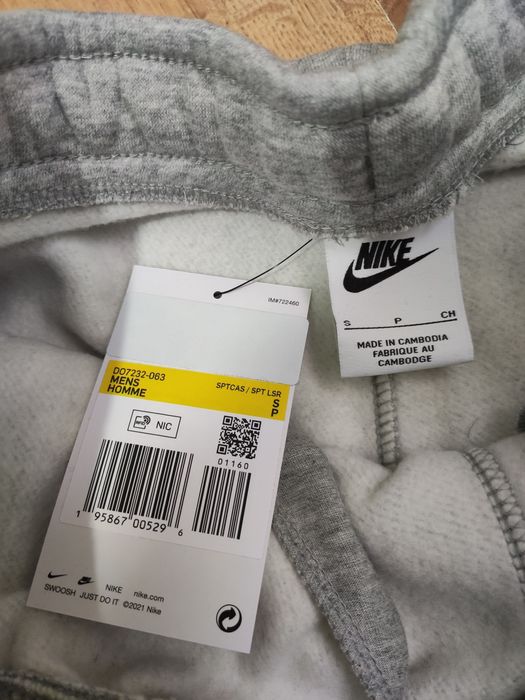 NIKE
S P CH
MADE IN CAMBODIA
FABRIQUE AU
CAMBODGE
IM#722460
DO7232-063
MENS
HOMME
SPTCAS / SPT LSR
S
P
NIC
01160
1 95867 00529 6
NIKE nike.com
SWOOSH JUST DO IT ©2021 Nike